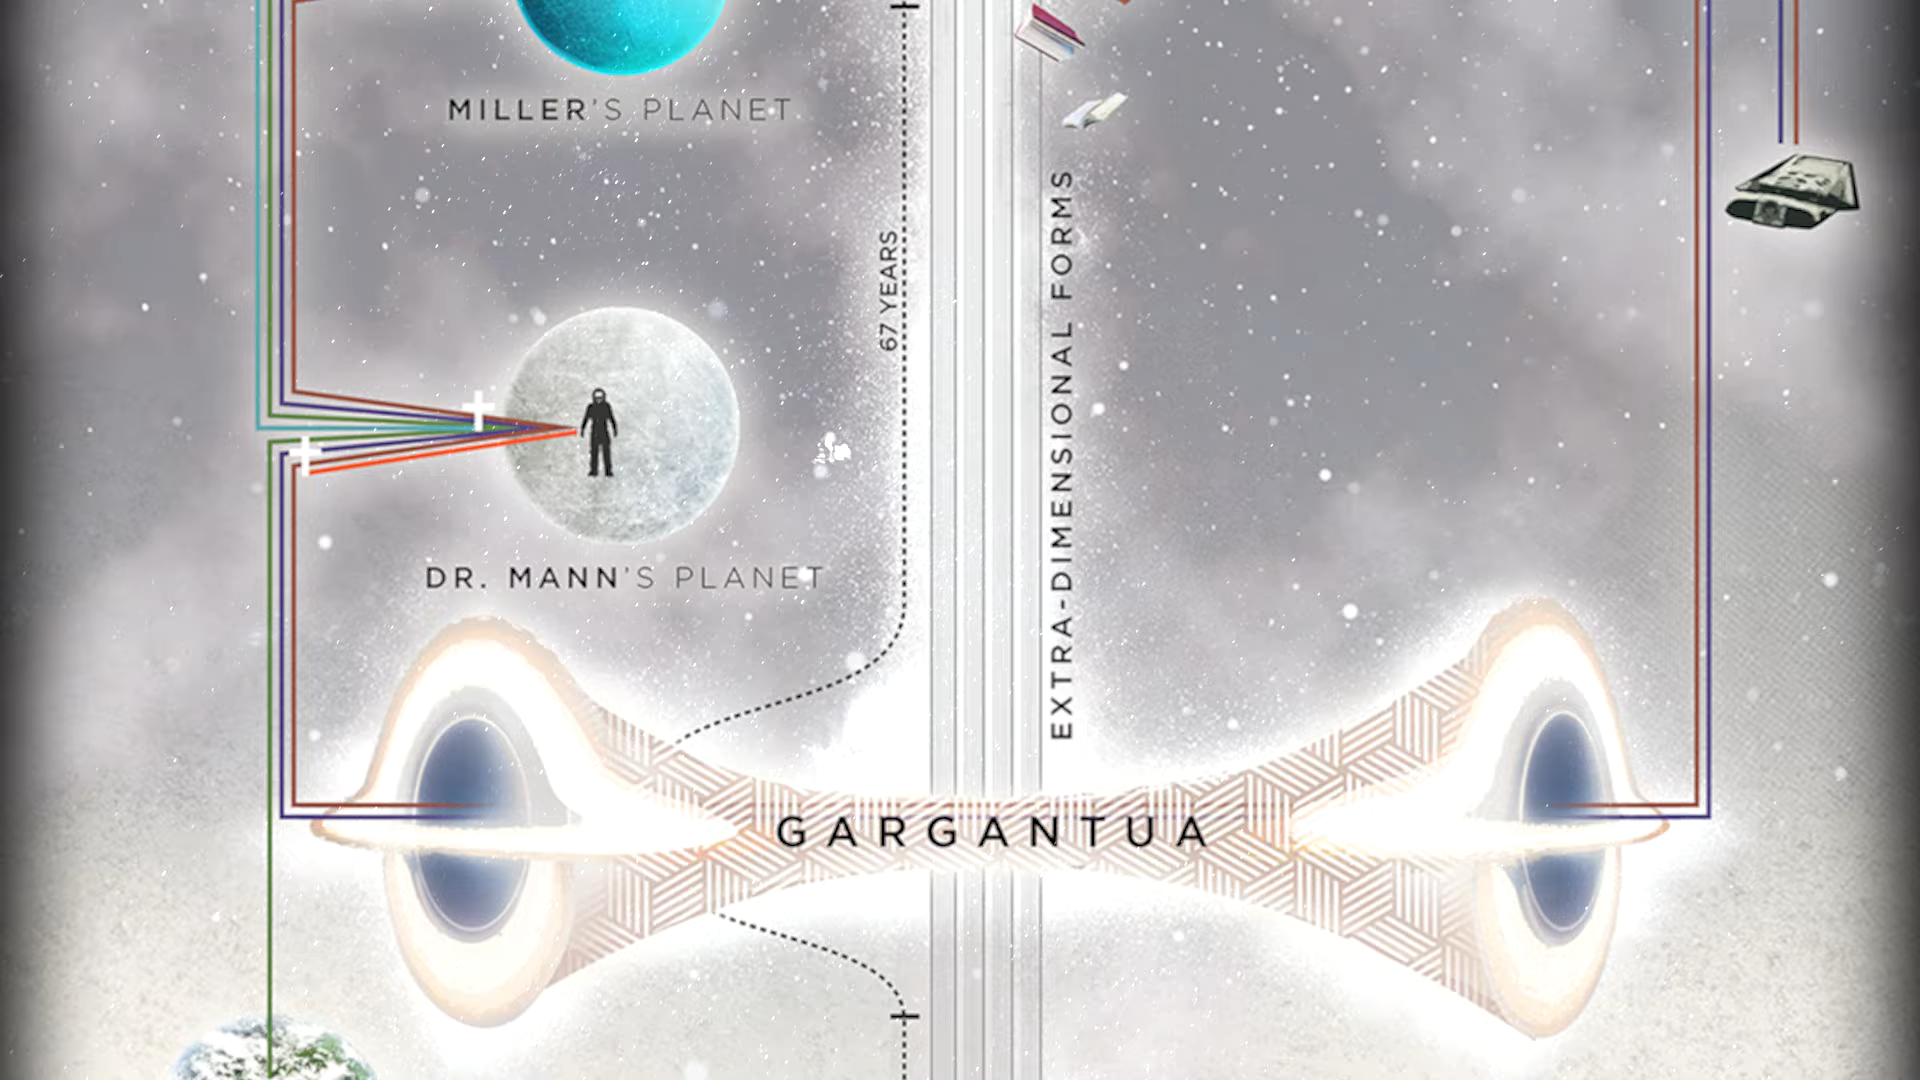 MILLER'S PLANET
67 YEARS
EXTRA-DIMENSIONAL FORMS
DR. MANN'S PLANET
GARGANTUA